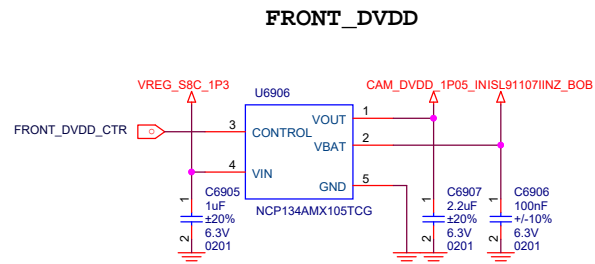 FRONT_DVDD
VREG_S8C_1P3
U6906
CAM_DVDD_1P05_INISL91107IINZ_BOB
FRONT_DVDD_CTR
3
CONTROL
VOUT
1
VBAT
2
4
VIN
GND
5
NCP134AMX105TCG
1
C6905
1uF
±20%
6.3V
0201
2
1
C6907
2.2uF
±20%
6.3V
0201
2
1
C6906
100nF
+/-10%
6.3V
0201
2